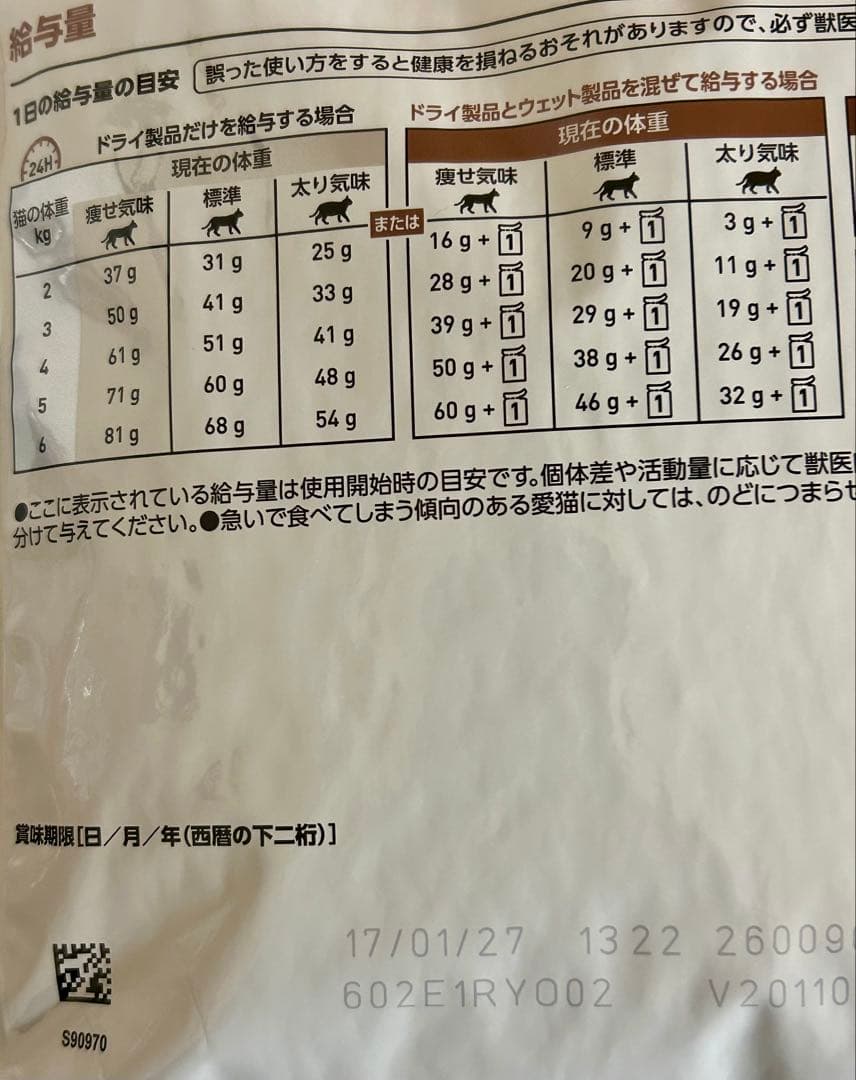 給与量
1日の給与量の目安 誤った使い方をすると健康を損ねるおそれがありますので、必ず獣医
ドライ製品だけを給与する場合 ドライ製品とウェット製品を混ぜて給与する場合
24H 現在の体重 現在の体重
猫の体重 kg 痩せ気味 標準 太り気味 または 痩せ気味 標準 太り気味
2 37 g 31 g 25 g 16 g + 1 9 g + 1 3 g + 1
3 50 g 41 g 33 g 28 g + 1 20 g + 1 11 g + 1
4 61 g 51 g 41 g 39 g + 1 29 g + 1 19 g + 1
5 71 g 60 g 48 g 50 g + 1 38 g + 1 26 g + 1
6 81 g 68 g 54 g 60 g + 1 46 g + 1 32 g + 1
●ここに表示されている給与量は使用開始時の目安です。個体差や活動量に応じて獣医
分けて与えてください。●急いで食べてしまう傾向のある愛猫に対しては、のどにつまらせ
賞味期限[日/月/年(西暦の下二桁)]
17/01/27 1322 26009
602E1RY002 V20110
S90970